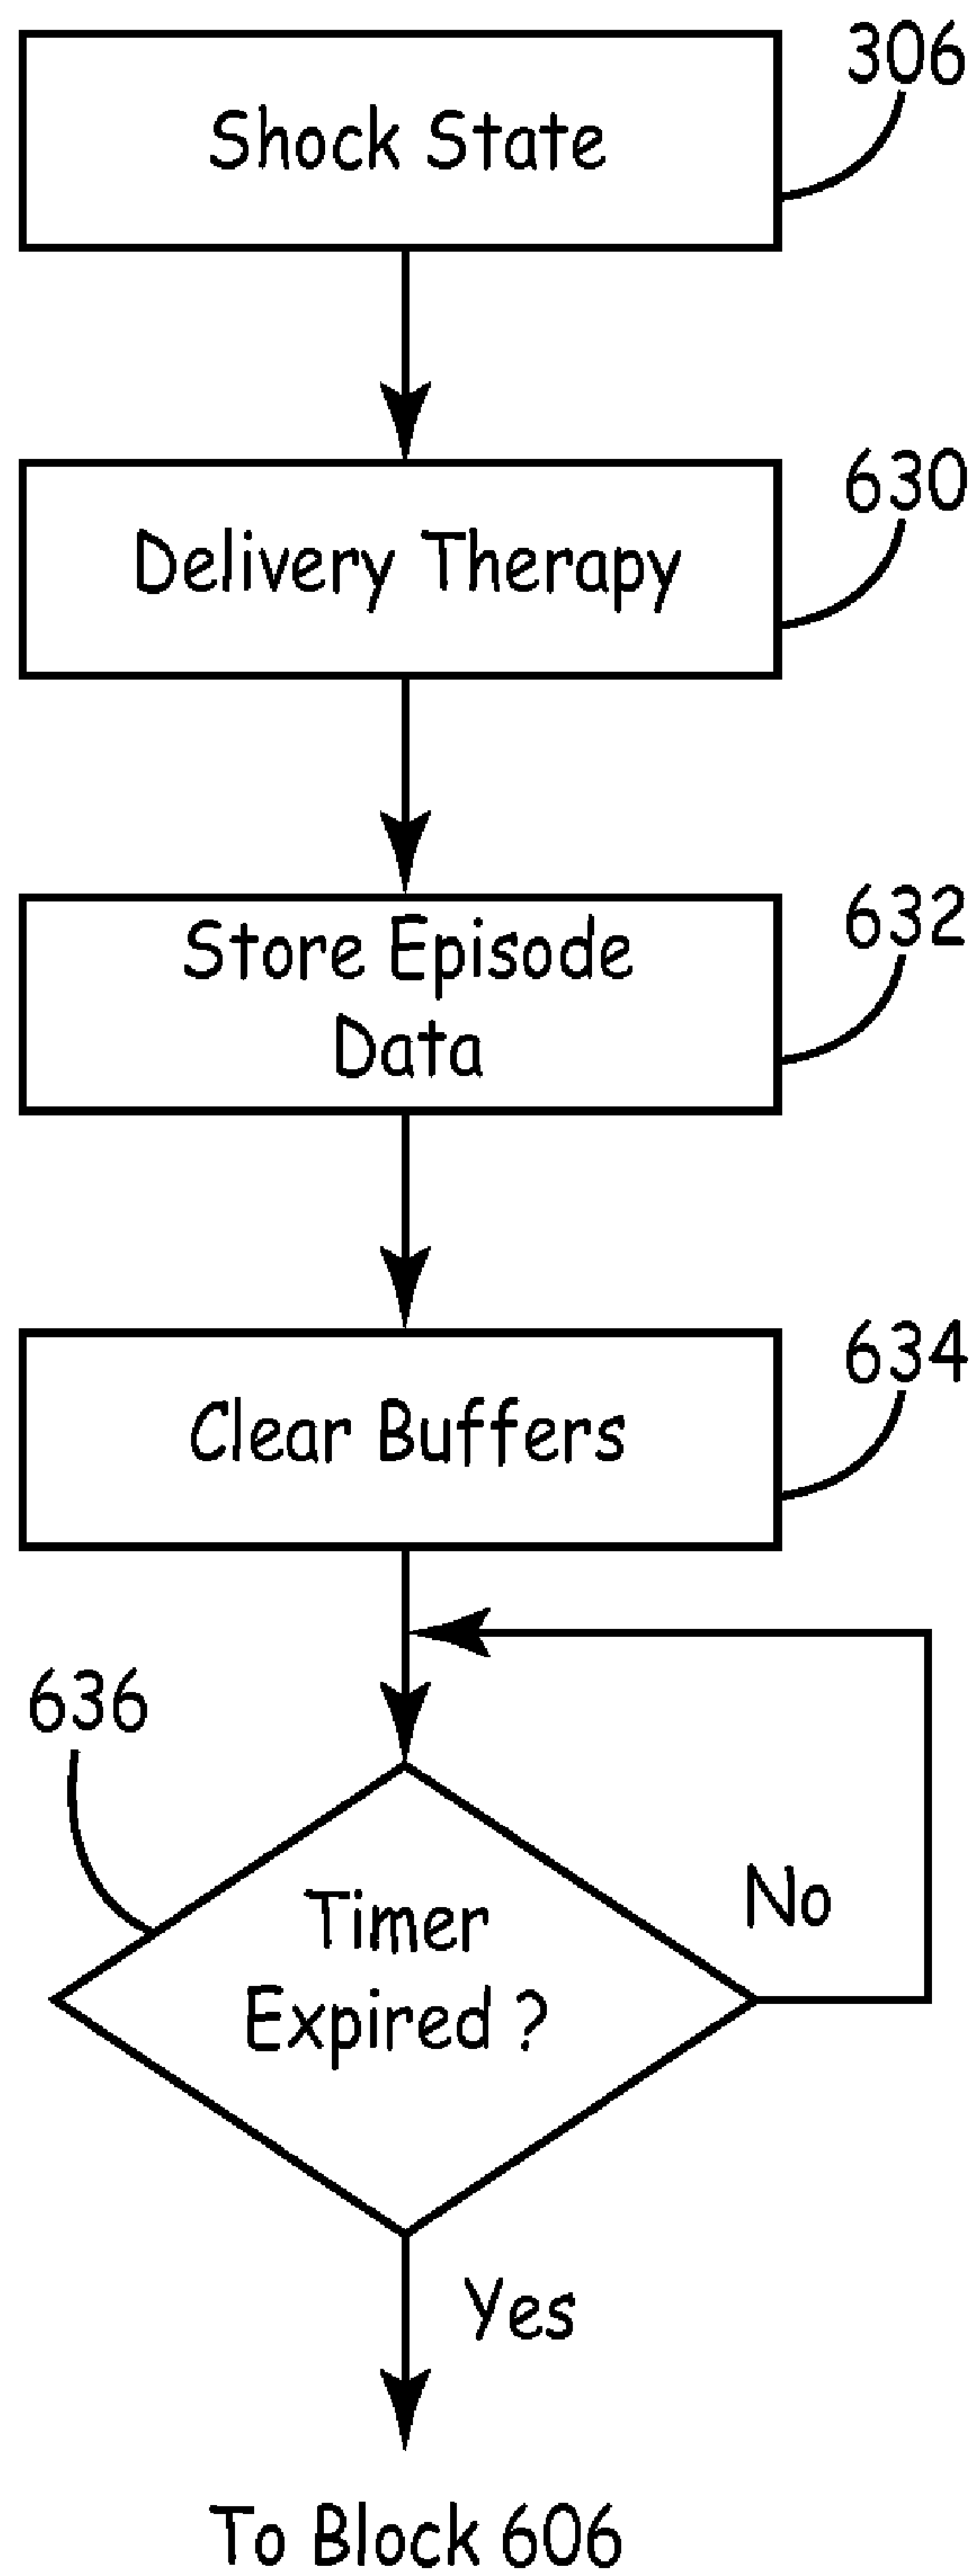 306
Shock State
630
Delivery Therapy
632
Store Episode
Data
634
Clear Buffers
636
No
Timer
Expired ?
Yes
To Block 606